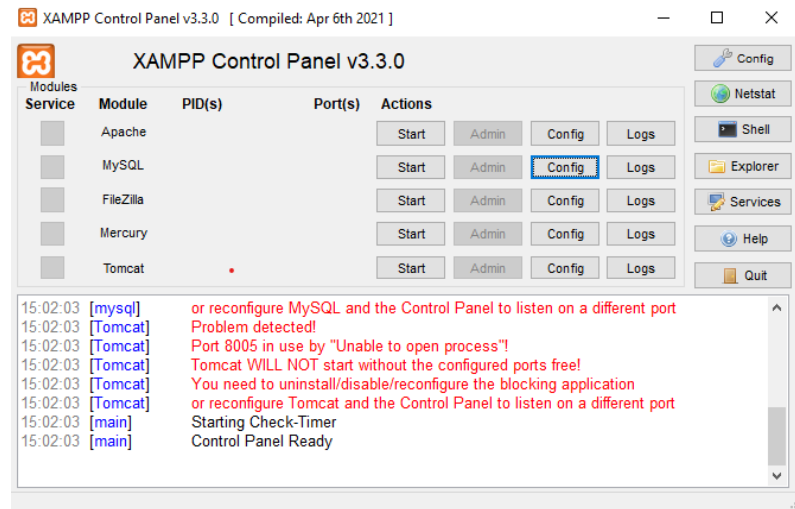 XAMPP Control Panel v3.3.0 [ Compiled: Apr 6th 2021 ]
XAMPP Control Panel v3.3.0
Config
Modules
Service Module PID(s) Port(s) Actions
Netstat
Apache Start Admin Config Logs
Shell
MySQL Start Admin Config Logs
Explorer
FileZilla Start Admin Config Logs
Services
Mercury Start Admin Config Logs
Help
Tomcat Start Admin Config Logs
Quit
15:02:03 [mysql] or reconfigure MySQL and the Control Panel to listen on a different port
15:02:03 [Tomcat] Problem detected!
15:02:03 [Tomcat] Port 8005 in use by "Unable to open process"!
15:02:03 [Tomcat] Tomcat WILL NOT start without the configured ports free!
15:02:03 [Tomcat] You need to uninstall/disable/reconfigure the blocking application
15:02:03 [Tomcat] or reconfigure Tomcat and the Control Panel to listen on a different port
15:02:03 [main] Starting Check-Timer
15:02:03 [main] Control Panel Ready